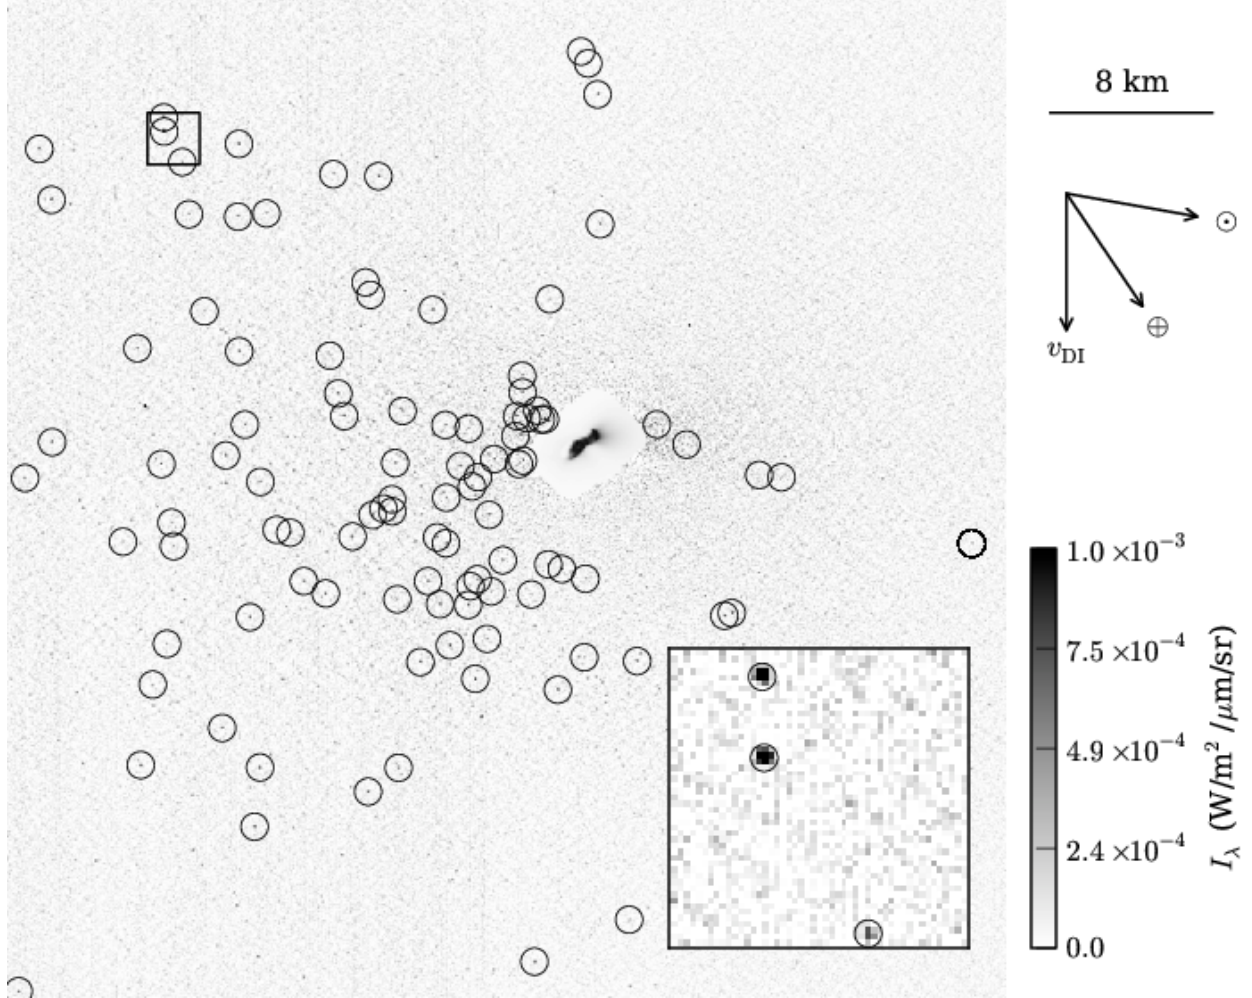 8 km
v_DI
1.0 ×10⁻³
7.5 ×10⁻⁴
4.9 ×10⁻⁴
2.4 ×10⁻⁴
0.0
I_λ (W/m² /μm/sr)